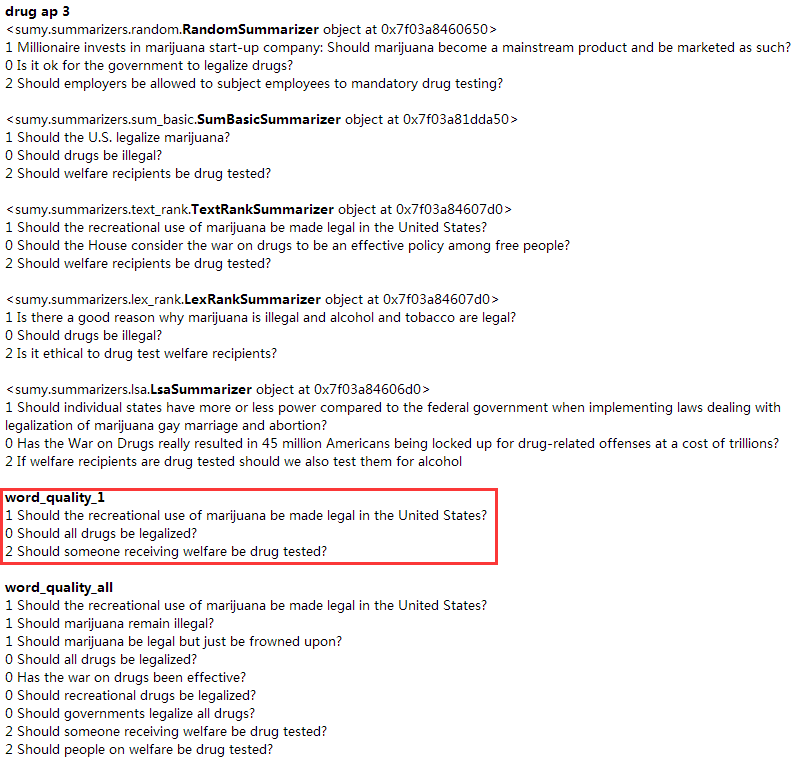 drug ap 3
<sumy.summarizers.random.RandomSummarizer object at 0x7f03a8460650>
1 Millionaire invests in marijuana start-up company: Should marijuana become a mainstream product and be marketed as such?
0 Is it ok for the government to legalize drugs?
2 Should employers be allowed to subject employees to mandatory drug testing?
<sumy.summarizers.sum_basic.SumBasicSummarizer object at 0x7f03a81dda50>
1 Should the U.S. legalize marijuana?
0 Should drugs be illegal?
2 Should welfare recipients be drug tested?
<sumy.summarizers.text_rank.TextRankSummarizer object at 0x7f03a84607d0>
1 Should the recreational use of marijuana be made legal in the United States?
0 Should the House consider the war on drugs to be an effective policy among free people?
2 Should welfare recipients be drug tested?
<sumy.summarizers.lex_rank.LexRankSummarizer object at 0x7f03a84607d0>
1 Is there a good reason why marijuana is illegal and alcohol and tobacco are legal?
0 Should drugs be illegal?
2 Is it ethical to drug test welfare recipients?
<sumy.summarizers.lsa.LsaSummarizer object at 0x7f03a84606d0>
1 Should individual states have more or less power compared to the federal government when implementing laws dealing with
legalization of marijuana gay marriage and abortion?
0 Has the War on Drugs really resulted in 45 million Americans being locked up for drug-related offenses at a cost of trillions?
2 If welfare recipients are drug tested should we also test them for alcohol
word_quality_1
1 Should the recreational use of marijuana be made legal in the United States?
0 Should all drugs be legalized?
2 Should someone receiving welfare be drug tested?
word_quality_all
1 Should the recreational use of marijuana be made legal in the United States?
1 Should marijuana remain illegal?
1 Should marijuana be legal but just be frowned upon?
0 Should all drugs be legalized?
0 Has the war on drugs been effective?
0 Should recreational drugs be legalized?
0 Should governments legalize all drugs?
2 Should someone receiving welfare be drug tested?
2 Should people on welfare be drug tested?